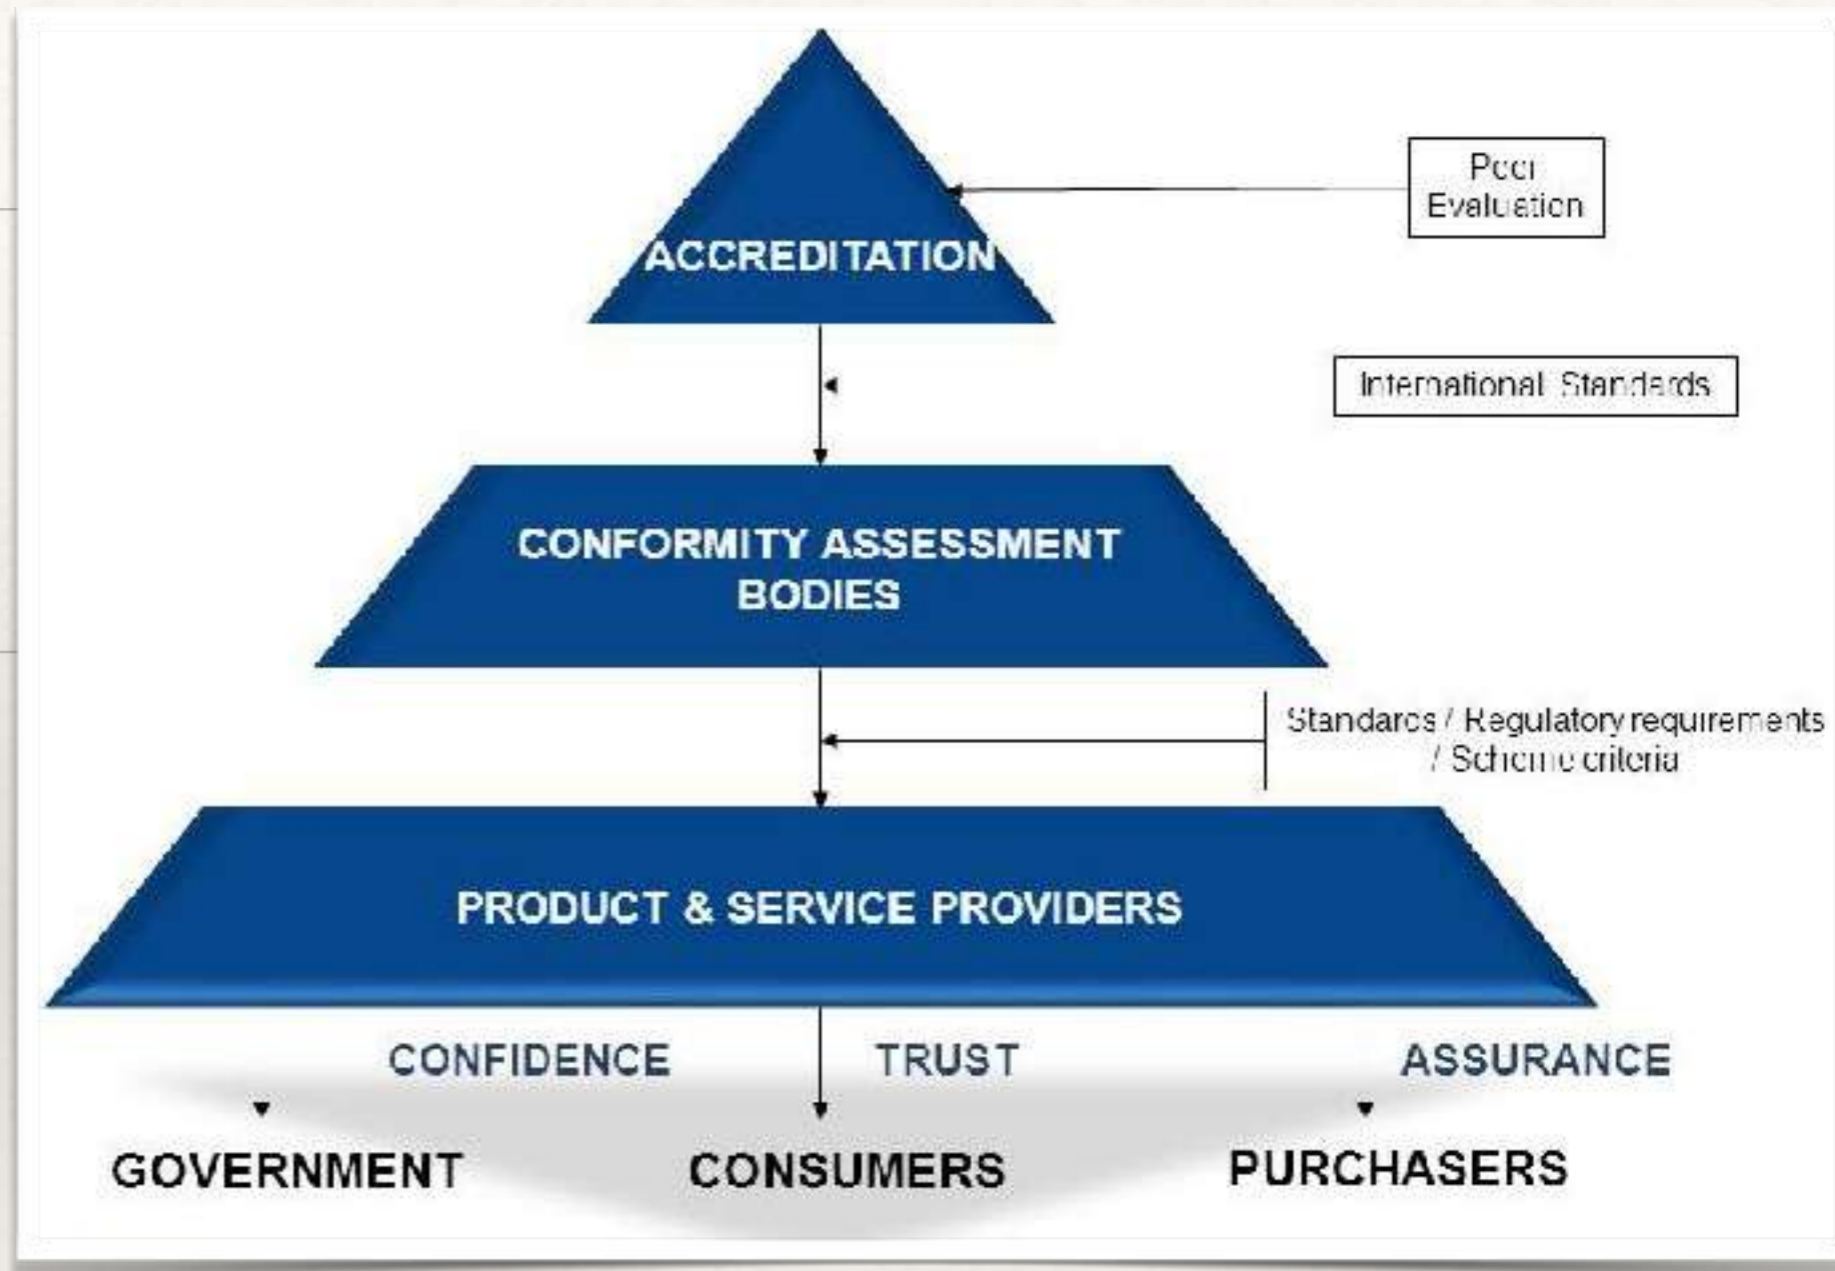 Peer
Evaluation
ACCREDITATION
International Standards
CONFORMITY ASSESSMENT
BODIES
Standards / Regulatory requirements
/ Scheme criteria
PRODUCT & SERVICE PROVIDERS
CONFIDENCE TRUST ASSURANCE
GOVERNMENT CONSUMERS PURCHASERS